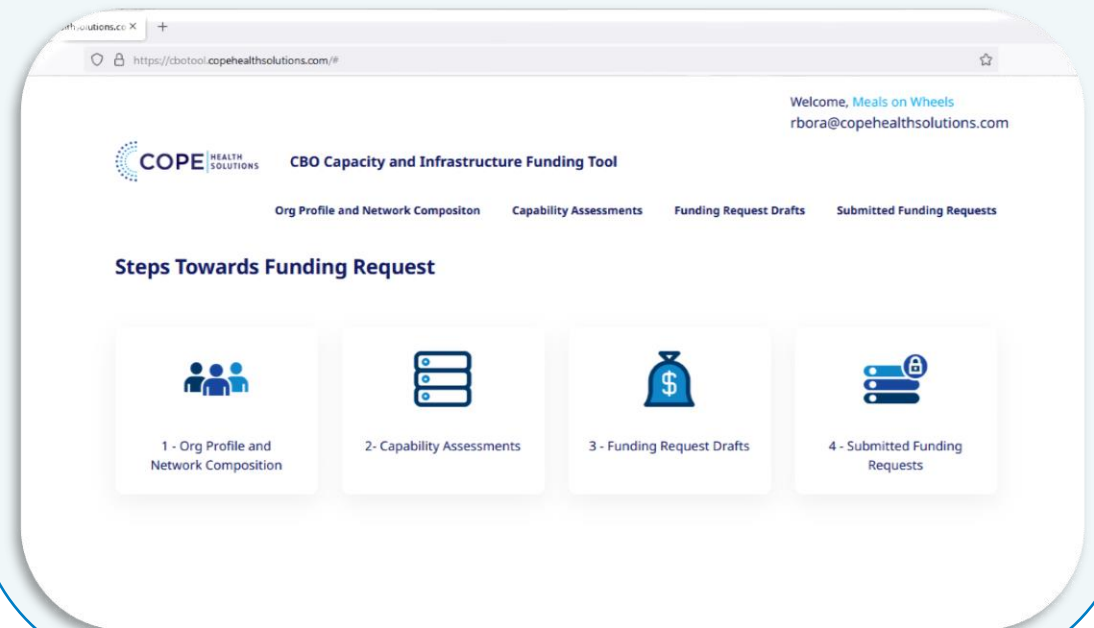 https://cbotool.copehealthsolutions.com/#
Welcome, Meals on Wheels
rbora@copehealthsolutions.com
COPE HEALTH SOLUTIONS
CBO Capacity and Infrastructure Funding Tool
Org Profile and Network Compositon Capability Assessments Funding Request Drafts Submitted Funding Requests
Steps Towards Funding Request
$
1 - Org Profile and
Network Composition
2- Capability Assessments
3 - Funding Request Drafts
4 - Submitted Funding
Requests